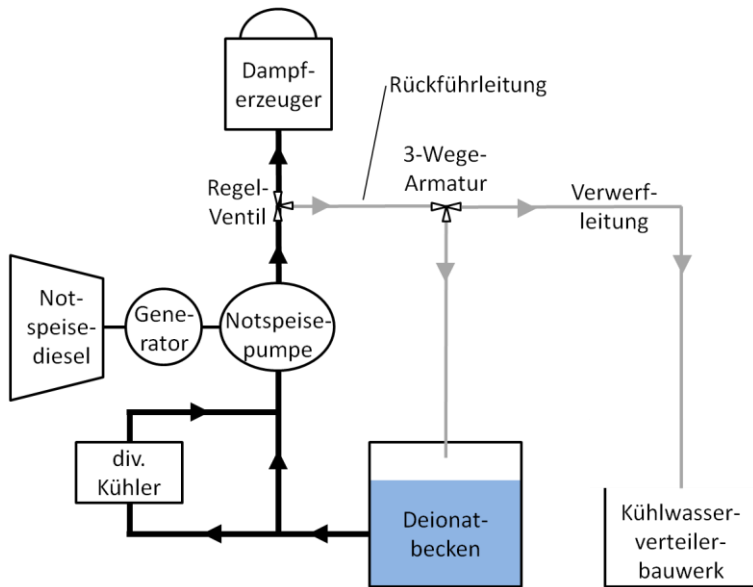 Dampf-
erzeuger
Rückführleitung
3-Wege-
Armatur
Regel-
Ventil
Verwerf-
leitung
Not-
speise-
diesel
Gene-
rator
Notspeise-
pumpe
div.
Kühler
Deionat-
becken
Kühlwasser-
verteiler-
bauwerk